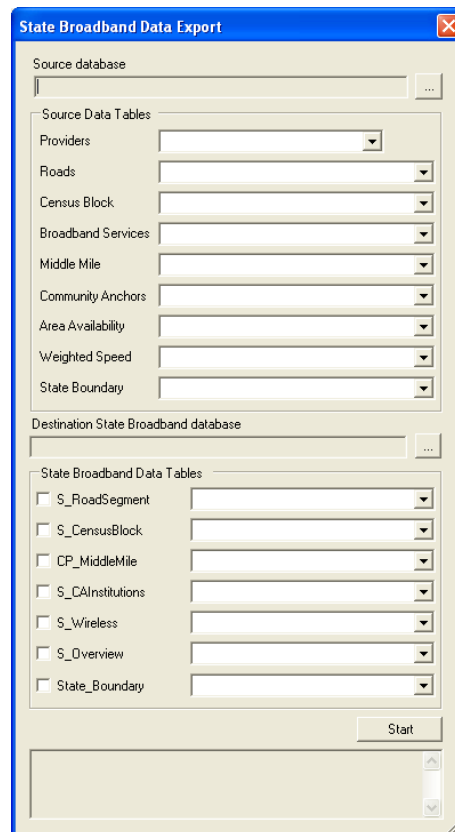 State Broadband Data Export
Source database
...
Source Data Tables
Providers
Roads
Census Block
Broadband Services
Middle Mile
Community Anchors
Area Availability
Weighted Speed
State Boundary
Destination State Broadband database
...
State Broadband Data Tables
S_RoadSegment
S_CensusBlock
CP_MiddleMile
S_CAInstitutions
S_Wireless
S_Overview
State_Boundary
Start